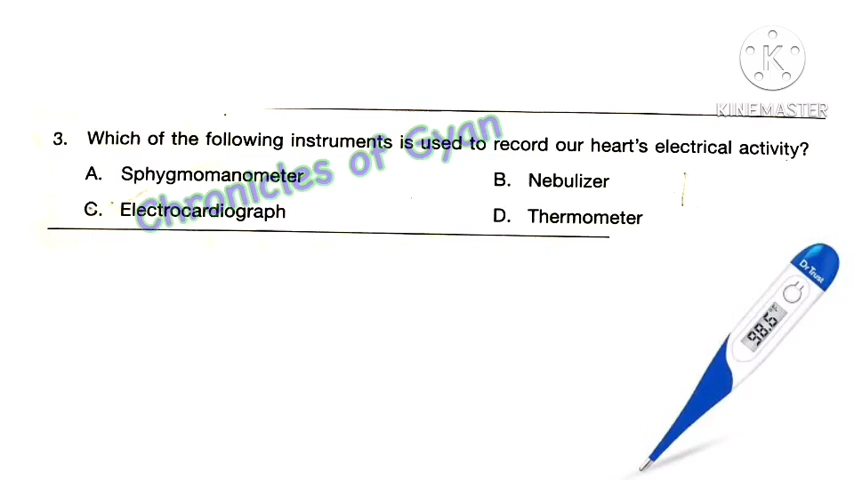 K
KINEMASTER
3. Which of the following instruments is used to record our heart's electrical activity?
A. Sphygmomanometer
B. Nebulizer
C. Electrocardiograph
D. Thermometer
Chronicles of Gyan
Dr Trust
98.6 °F